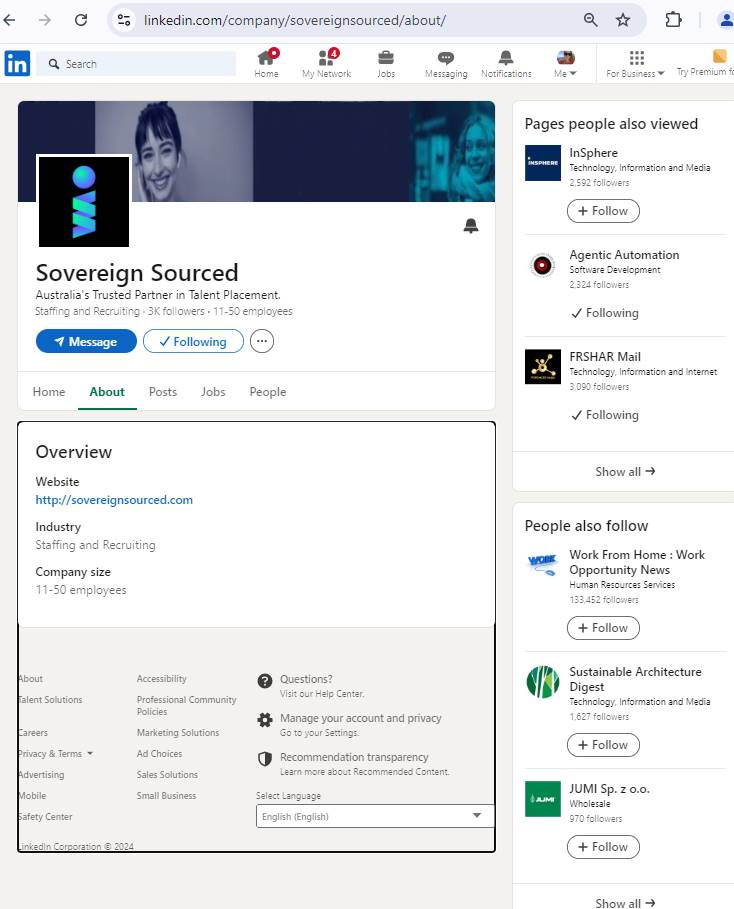 linkedin.com/company/sovereignsourced/about/
in
Search
Home
4
My Network
Jobs
Messaging
Notifications
Me
For Business
Try Premium fo
Sovereign Sourced
Australia's Trusted Partner in Talent Placement.
Staffing and Recruiting · 3K followers · 11-50 employees
Message
Following
Home
About
Posts
Jobs
People
Overview
Website
http://sovereignsourced.com
Industry
Staffing and Recruiting
Company size
11-50 employees
About
Accessibility
Talent Solutions
Professional Community
Policies
Careers
Marketing Solutions
Privacy & Terms
Ad Choices
Advertising
Sales Solutions
Mobile
Small Business
Safety Center
Questions?
Visit our Help Center.
Manage your account and privacy
Go to your Settings.
Recommendation transparency
Learn more about Recommended Content.
Select Language
English (English)
LinkedIn Corporation © 2024
Pages people also viewed
INSPHERE
InSphere
Technology, Information and Media
2,592 followers
+ Follow
Agentic Automation
Software Development
2,324 followers
Following
FRSHAR Mail
Technology, Information and Internet
3,090 followers
Following
Show all →
People also follow
WORK
Work From Home : Work
Opportunity News
Human Resources Services
133,452 followers
+ Follow
Sustainable Architecture
Digest
Technology, Information and Media
1,627 followers
+ Follow
JUMI
JUMI Sp. z o.o.
Wholesale
970 followers
+ Follow
Show all →